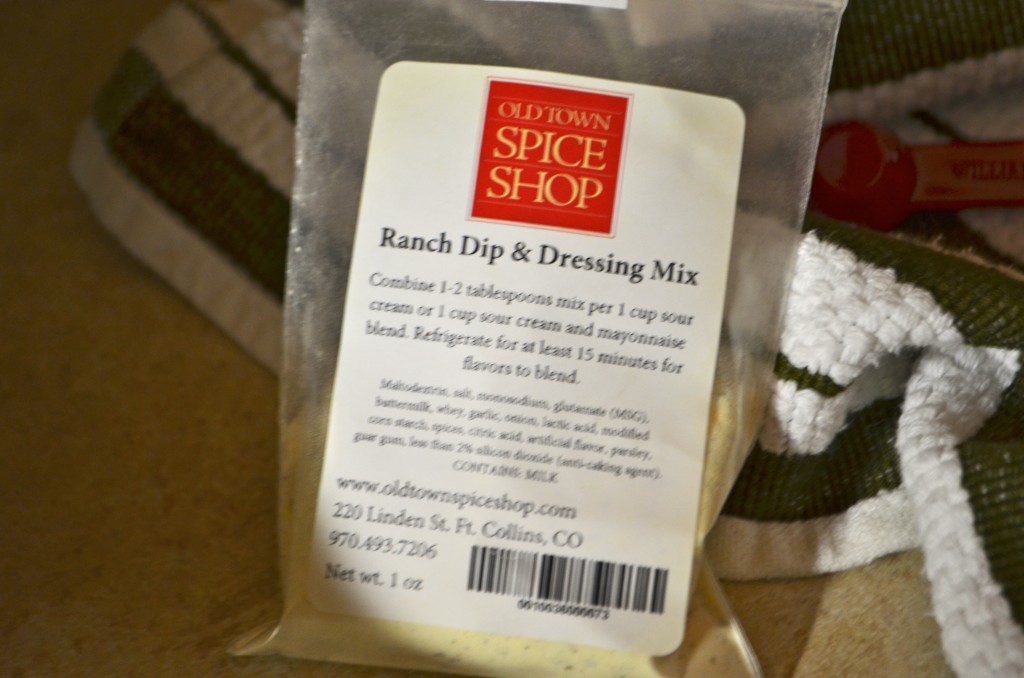 OLD TOWN
SPICE
SHOP
Ranch Dip & Dressing Mix
Combine 1-2 tablespoons mix per 1 cup sour
cream or 1 cup sour cream and mayonnaise
blend. Refrigerate for at least 15 minutes for
flavors to blend.
Maltodextrin, salt, monosodium, glutamate (MSG),
buttermilk, whey, garlic, onion, lactic acid, modified
corn starch, spices, citric acid, artificial flavor, parsley,
guar gum, less than 2% silicon dioxide (anti-caking agent).
CONTAINS: MILK
www.oldtownspiceshop.com
220 Linden St. Ft. Collins, CO
970.493.7206
Net wt. 1 oz
WILLIA